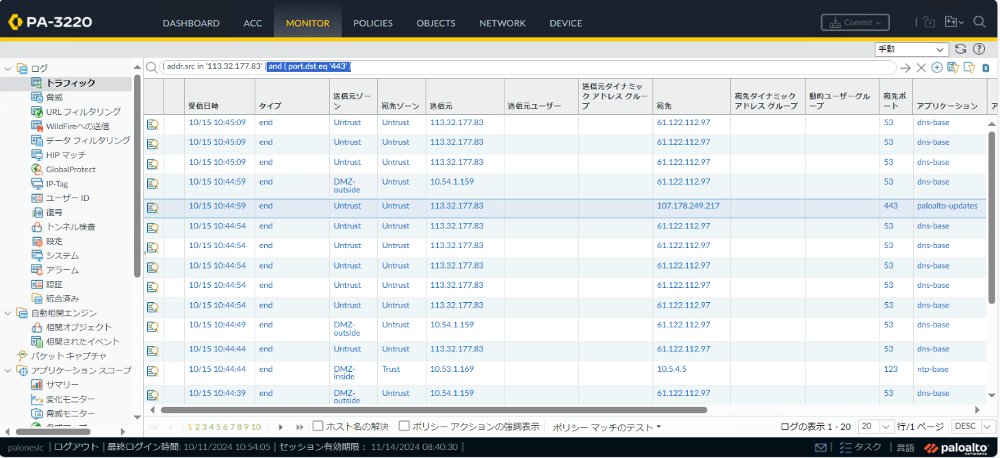 PA-3220
DASHBOARD ACC MONITOR POLICIES OBJECTS NETWORK DEVICE Commit
手動
( addr.src in '113.32.177.83' ) and ( port.dst eq '443' )
ログ
トラフィック
脅威
URL フィルタリング
WildFireへの送信
データ フィルタリング
HIP マッチ
GlobalProtect
IP-Tag
ユーザー ID
復号
トンネル検査
設定
システム
アラーム
認証
統合済み
自動相関エンジン
相関オブジェクト
相関されたイベント
パケット キャプチャ
アプリケーション スコープ
サマリー
変化モニター
脅威モニター
受信日時 タイプ 送信元ゾーン 宛先ゾーン 送信元 送信元ユーザー 送信元ダイナミック アドレス グループ 宛先 宛先ダイナミック アドレス グループ 動的ユーザーグループ 宛先ポート アプリケーション ア
10/15 10:45:09 end Untrust Untrust 113.32.177.83 61.122.112.97 53 dns-base
10/15 10:45:09 end Untrust Untrust 113.32.177.83 61.122.112.97 53 dns-base
10/15 10:45:09 end Untrust Untrust 113.32.177.83 61.122.112.97 53 dns-base
10/15 10:44:59 end DMZ-outside Untrust 10.54.1.159 61.122.112.97 53 dns-base
10/15 10:44:59 end Untrust Untrust 113.32.177.83 107.178.249.217 443 paloalto-updates
10/15 10:44:54 end Untrust Untrust 113.32.177.83 61.122.112.97 53 dns-base
10/15 10:44:54 end Untrust Untrust 113.32.177.83 61.122.112.97 53 dns-base
10/15 10:44:54 end Untrust Untrust 113.32.177.83 61.122.112.97 53 dns-base
10/15 10:44:54 end Untrust Untrust 113.32.177.83 61.122.112.97 53 dns-base
10/15 10:44:54 end Untrust Untrust 113.32.177.83 61.122.112.97 53 dns-base
10/15 10:44:49 end DMZ-outside Untrust 10.54.1.159 61.122.112.97 53 dns-base
10/15 10:44:44 end Untrust Untrust 113.32.177.83 61.122.112.97 53 dns-base
10/15 10:44:44 end DMZ-inside Trust 10.53.1.169 10.5.4.5 123 ntp-base
10/15 10:44:39 end DMZ-outside Untrust 10.54.1.159 61.122.112.97 53 dns-base
1 2 3 4 5 6 7 8 9 10 ホスト名の解決 ポリシー アクションの強調表示 ポリシー マッチのテスト ログの表示 1 - 20 20 行/1 ページ DESC
palonesic | ログアウト | 最終ログイン時間: 10/11/2024 10:54:05 | セッション有効期限： 11/14/2024 08:40:30 | タスク | 言語 paloalto NETWORKS